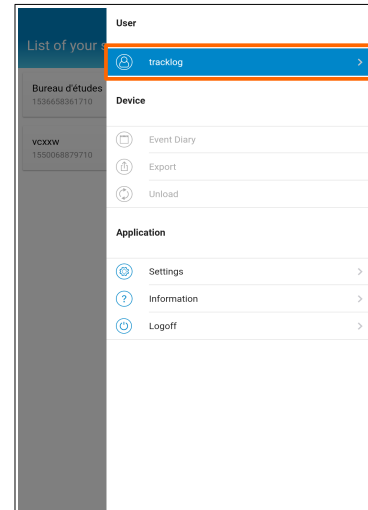 List of your s
Bureau d'études
1536658361710
vcxxw
1550068879710
User
tracklog
Device
Event Diary
Export
Unload
Application
Settings
Information
Logoff